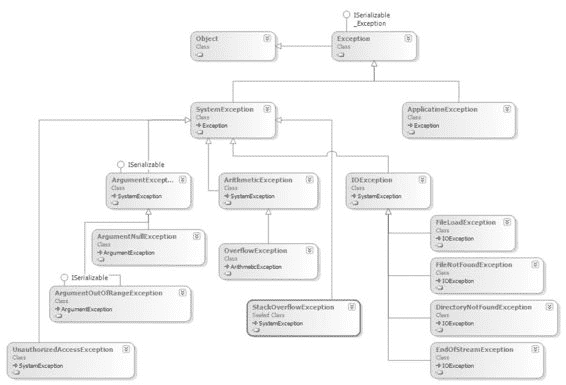 ISerializable
_Exception
Object
Class
Exception
Class
SystemException
Class
Exception
ApplicationException
Class
Exception
ISerializable
ArgumentExcept...
Class
SystemException
ArithmeticException
Class
SystemException
IOException
Class
SystemException
ArgumentNullException
Class
ArgumentException
OverflowException
Class
ArithmeticException
FileLoadException
Class
IOException
FileNotFoundException
Class
IOException
ISerializable
ArgumentOutOfRangeException
Class
ArgumentException
StackOverflowException
Sealed Class
SystemException
DirectoryNotFoundException
Class
IOException
UnauthorizedAccessException
Class
SystemException
EndOfStreamException
Class
IOException